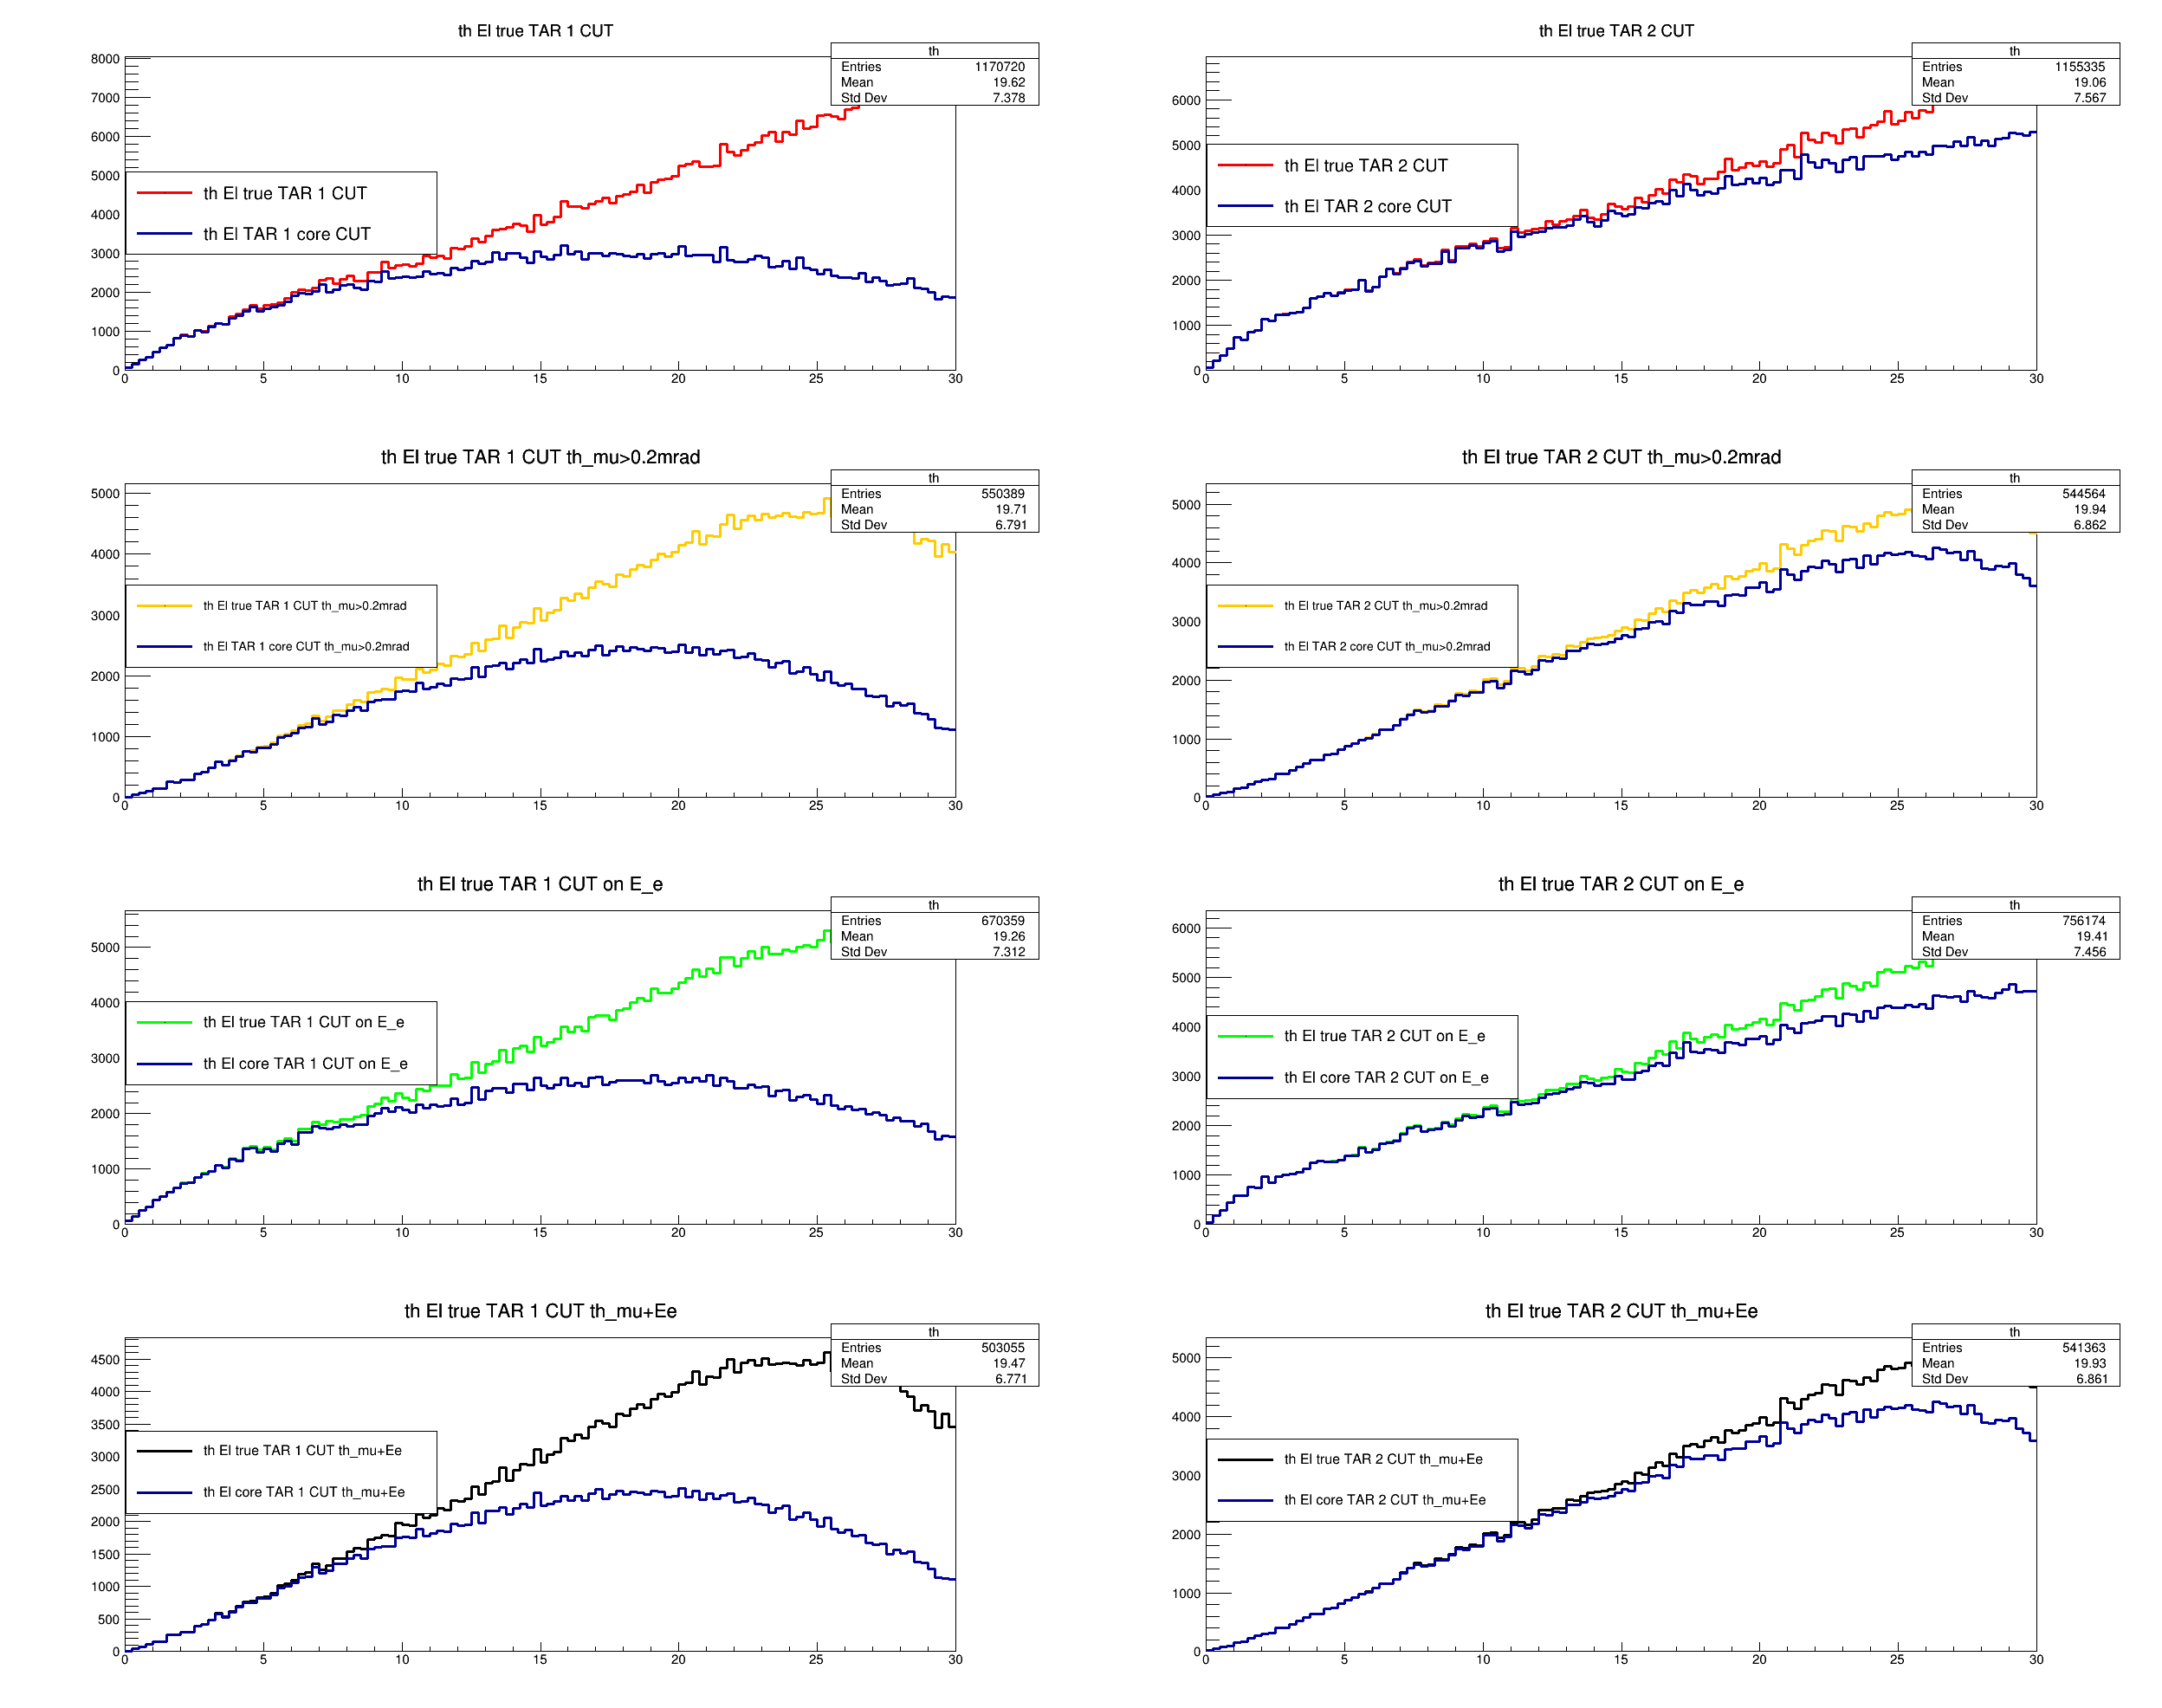 th El true TAR 1 CUT
th
Entries 1170720
Mean 19.62
Std Dev 7.378
8000
7000
6000
5000
4000
3000
2000
1000
0
th El true TAR 1 CUT
th El TAR 1 core CUT
0 5 10 15 20 25 30
th El true TAR 2 CUT
th
Entries 1155335
Mean 19.06
Std Dev 7.567
6000
5000
4000
3000
2000
1000
0
th El true TAR 2 CUT
th El TAR 2 core CUT
0 5 10 15 20 25 30
th El true TAR 1 CUT th_mu>0.2mrad
th
Entries 550389
Mean 19.71
Std Dev 6.791
5000
4000
3000
2000
1000
0
th El true TAR 1 CUT th_mu>0.2mrad
th El TAR 1 core CUT th_mu>0.2mrad
0 5 10 15 20 25 30
th El true TAR 2 CUT th_mu>0.2mrad
th
Entries 544564
Mean 19.94
Std Dev 6.862
5000
4000
3000
2000
1000
0
th El true TAR 2 CUT th_mu>0.2mrad
th El TAR 2 core CUT th_mu>0.2mrad
0 5 10 15 20 25 30
th El true TAR 1 CUT on E_e
th
Entries 670359
Mean 19.26
Std Dev 7.312
5000
4000
3000
2000
1000
0
th El true TAR 1 CUT on E_e
th El core TAR 1 CUT on E_e
0 5 10 15 20 25 30
th El true TAR 2 CUT on E_e
th
Entries 756174
Mean 19.41
Std Dev 7.456
6000
5000
4000
3000
2000
1000
0
th El true TAR 2 CUT on E_e
th El core TAR 2 CUT on E_e
0 5 10 15 20 25 30
th El true TAR 1 CUT th_mu+Ee
th
Entries 503055
Mean 19.47
Std Dev 6.771
4500
4000
3500
3000
2500
2000
1500
1000
500
0
th El true TAR 1 CUT th_mu+Ee
th El core TAR 1 CUT th_mu+Ee
0 5 10 15 20 25 30
th El true TAR 2 CUT th_mu+Ee
th
Entries 541363
Mean 19.93
Std Dev 6.861
5000
4000
3000
2000
1000
0
th El true TAR 2 CUT th_mu+Ee
th El core TAR 2 CUT th_mu+Ee
0 5 10 15 20 25 30